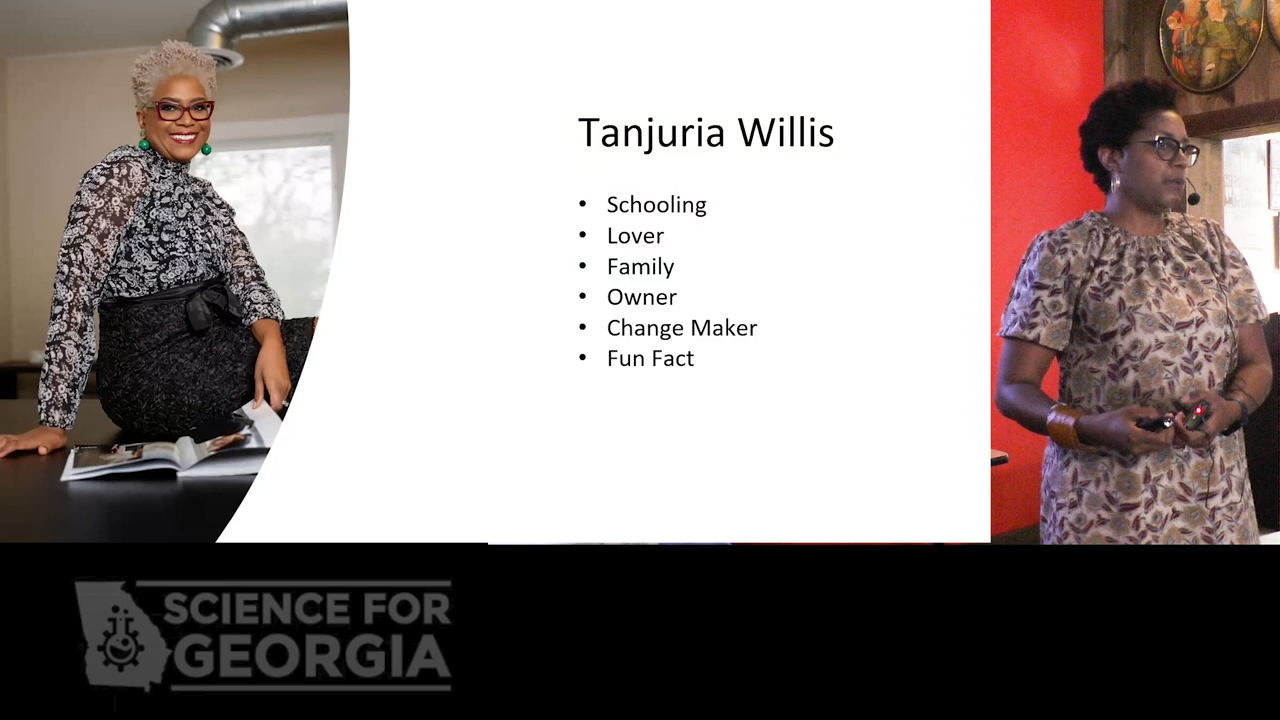 Tanjuria Willis
• Schooling
• Lover
• Family
• Owner
• Change Maker
• Fun Fact
SCIENCE FOR
GEORGIA